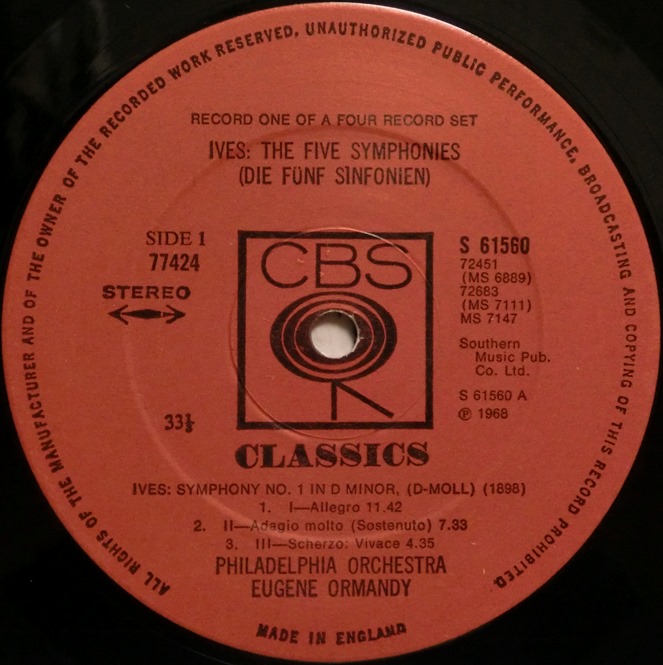 ALL RIGHTS OF THE MANUFACTURER AND OF THE OWNER OF THE RECORDED WORK RESERVED. UNAUTHORIZED PUBLIC PERFORMANCE, BROADCASTING AND COPYING OF THIS RECORD PROHIBITED.
RECORD ONE OF A FOUR RECORD SET
IVES: THE FIVE SYMPHONIES
(DIE FÜNF SINFONIEN)
SIDE 1
77424
STEREO
33⅓
CBS
CLASSICS
S 61560
72451
(MS 6889)
72683
(MS 7111)
MS 7147
Southern
Music Pub.
Co. Ltd.
S 61560 A
℗ 1968
IVES: SYMPHONY NO. 1 IN D MINOR, (D-MOLL) (1898)
1. I—Allegro 11.42
2. II—Adagio molto (Sostenuto) 7.33
3. III—Scherzo: Vivace 4.35
PHILADELPHIA ORCHESTRA
EUGENE ORMANDY
MADE IN ENGLAND